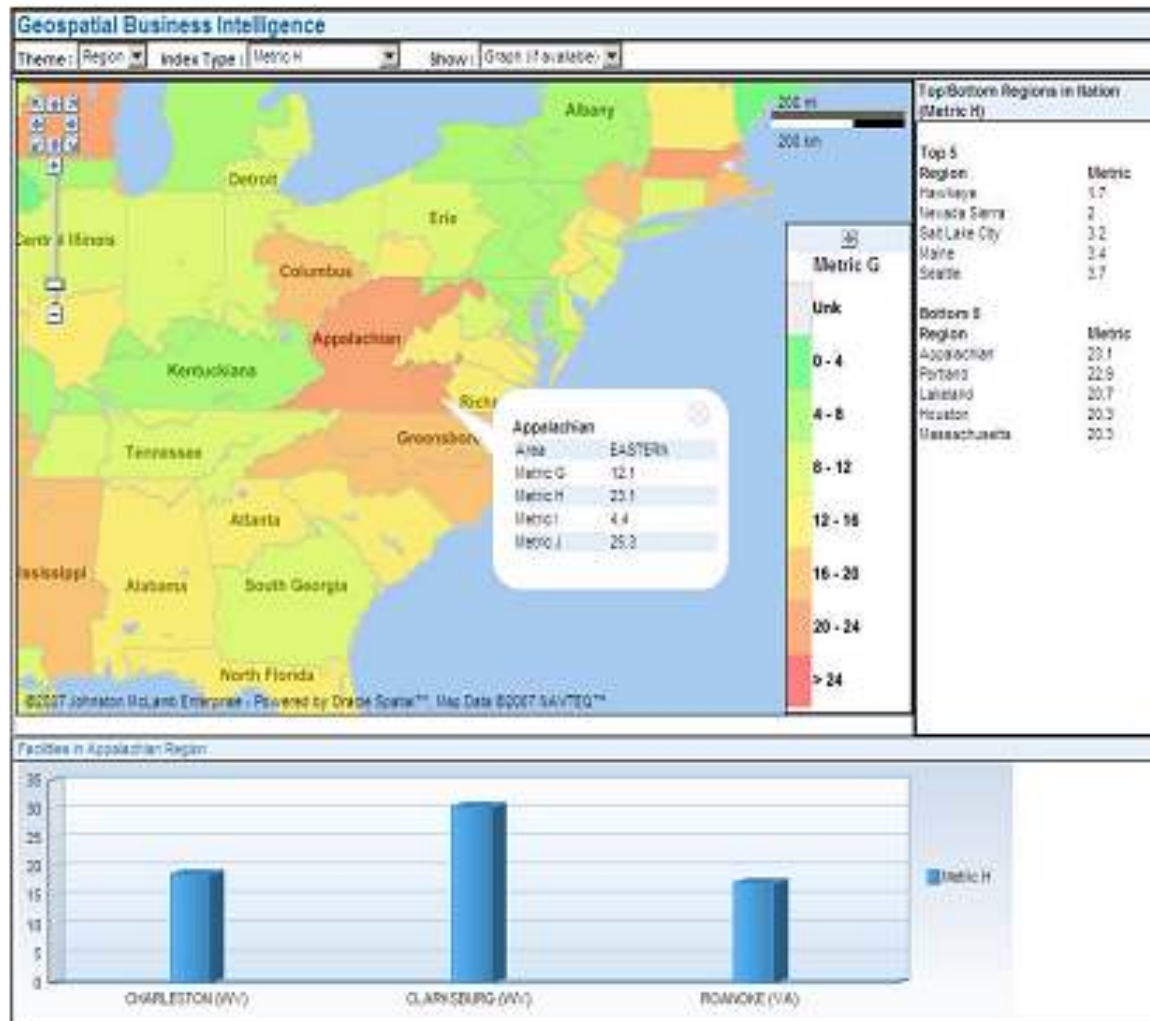 Geospatial Business Intelligence
Theme: Region Index Type: Metric H Show: Graph (if available)
Albany
200 mi
200 km
Detroit
Erie
Central Illinois
Columbus
Appalachian
Kentuckiana
Greensboro
Tennessee
Atlanta
Mississippi
Alabama
South Georgia
North Florida
©2007 Johnston McLamb Enterprise - Powered by Oracle Spatial™, Map Data ©2007 NAVTEQ™
Appalachian
Area EASTERN
Metric G 12.1
Metric H 23.1
Metric I 4.4
Metric J 25.3
Metric G
Unk
0 - 4
4 - 8
8 - 12
12 - 16
16 - 20
20 - 24
> 24
Top/Bottom Regions in Nation
(Metric H)
Top 5
Region Metric
Hawkeye 1.7
Nevada Sierra 2
Salt Lake City 3.2
Maine 3.4
Seattle 3.7
Bottom 5
Region Metric
Appalachian 23.1
Portland 22.9
Lakeland 20.7
Houston 20.3
Massachusetts 20.3
Facilities in Appalachian Region
35
30
25
20
15
10
5
0
CHARLESTON (WV) CLARKSBURG (WV) ROANOKE (VA)
Metric H